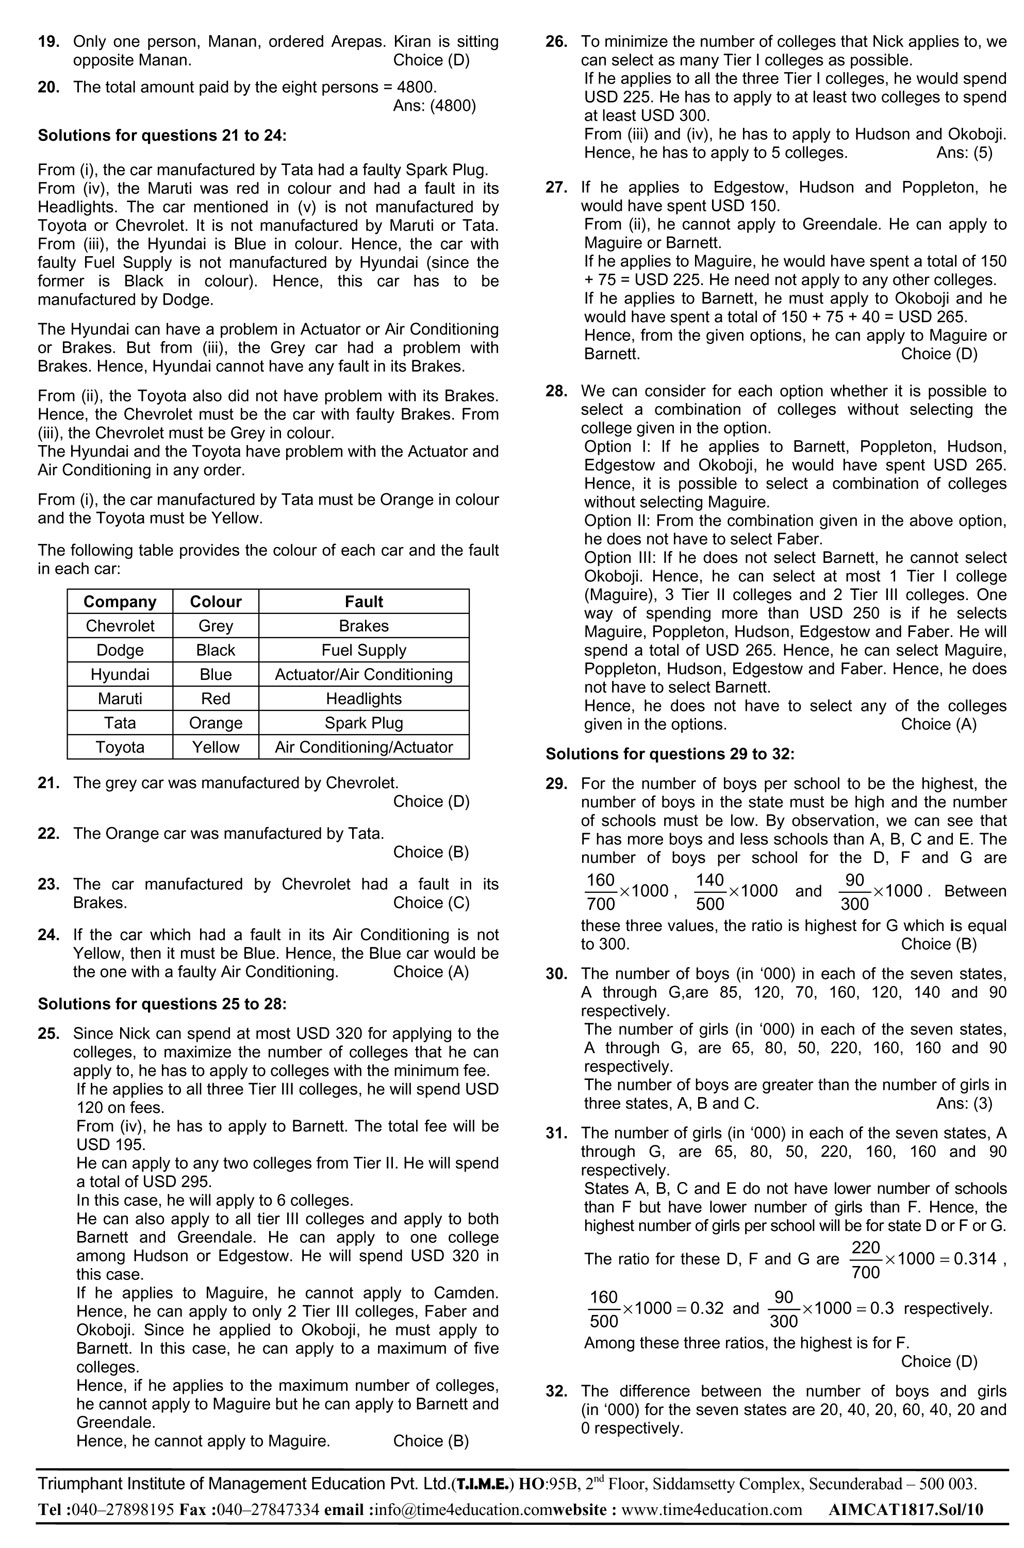 19. Only one person, Manan, ordered Arepas. Kiran is sitting
opposite Manan. Choice (D)
20. The total amount paid by the eight persons = 4800.
Ans: (4800)
Solutions for questions 21 to 24:
From (i), the car manufactured by Tata had a faulty Spark Plug.
From (iv), the Maruti was red in colour and had a fault in its
Headlights. The car mentioned in (v) is not manufactured by
Toyota or Chevrolet. It is not manufactured by Maruti or Tata.
From (iii), the Hyundai is Blue in colour. Hence, the car with
faulty Fuel Supply is not manufactured by Hyundai (since the
former is Black in colour). Hence, this car has to be
manufactured by Dodge.
The Hyundai can have a problem in Actuator or Air Conditioning
or Brakes. But from (iii), the Grey car had a problem with
Brakes. Hence, Hyundai cannot have any fault in its Brakes.
From (ii), the Toyota also did not have problem with its Brakes.
Hence, the Chevrolet must be the car with faulty Brakes. From
(iii), the Chevrolet must be Grey in colour.
The Hyundai and the Toyota have problem with the Actuator and
Air Conditioning in any order.
From (i), the car manufactured by Tata must be Orange in colour
and the Toyota must be Yellow.
The following table provides the colour of each car and the fault
in each car:
Company Colour Fault
Chevrolet Grey Brakes
Dodge Black Fuel Supply
Hyundai Blue Actuator/Air Conditioning
Maruti Red Headlights
Tata Orange Spark Plug
Toyota Yellow Air Conditioning/Actuator
21. The grey car was manufactured by Chevrolet.
Choice (D)
22. The Orange car was manufactured by Tata.
Choice (B)
23. The car manufactured by Chevrolet had a fault in its
Brakes. Choice (C)
24. If the car which had a fault in its Air Conditioning is not
Yellow, then it must be Blue. Hence, the Blue car would be
the one with a faulty Air Conditioning. Choice (A)
Solutions for questions 25 to 28:
25. Since Nick can spend at most USD 320 for applying to the
colleges, to maximize the number of colleges that he can
apply to, he has to apply to colleges with the minimum fee.
If he applies to all three Tier III colleges, he will spend USD
120 on fees.
From (iv), he has to apply to Barnett. The total fee will be
USD 195.
He can apply to any two colleges from Tier II. He will spend
a total of USD 295.
In this case, he will apply to 6 colleges.
He can also apply to all tier III colleges and apply to both
Barnett and Greendale. He can apply to one college
among Hudson or Edgestow. He will spend USD 320 in
this case.
If he applies to Maguire, he cannot apply to Camden.
Hence, he can apply to only 2 Tier III colleges, Faber and
Okoboji. Since he applied to Okoboji, he must apply to
Barnett. In this case, he can apply to a maximum of five
colleges.
Hence, if he applies to the maximum number of colleges,
he cannot apply to Maguire but he can apply to Barnett and
Greendale.
Hence, he cannot apply to Maguire. Choice (B)
26. To minimize the number of colleges that Nick applies to, we
can select as many Tier I colleges as possible.
If he applies to all the three Tier I colleges, he would spend
USD 225. He has to apply to at least two colleges to spend
at least USD 300.
From (iii) and (iv), he has to apply to Hudson and Okoboji.
Hence, he has to apply to 5 colleges. Ans: (5)
27. If he applies to Edgestow, Hudson and Poppleton, he
would have spent USD 150.
From (ii), he cannot apply to Greendale. He can apply to
Maguire or Barnett.
If he applies to Maguire, he would have spent a total of 150
+ 75 = USD 225. He need not apply to any other colleges.
If he applies to Barnett, he must apply to Okoboji and he
would have spent a total of 150 + 75 + 40 = USD 265.
Hence, from the given options, he can apply to Maguire or
Barnett. Choice (D)
28. We can consider for each option whether it is possible to
select a combination of colleges without selecting the
college given in the option.
Option I: If he applies to Barnett, Poppleton, Hudson,
Edgestow and Okoboji, he would have spent USD 265.
Hence, it is possible to select a combination of colleges
without selecting Maguire.
Option II: From the combination given in the above option,
he does not have to select Faber.
Option III: If he does not select Barnett, he cannot select
Okoboji. Hence, he can select at most 1 Tier I college
(Maguire), 3 Tier II colleges and 2 Tier III colleges. One
way of spending more than USD 250 is if he selects
Maguire, Poppleton, Hudson, Edgestow and Faber. He will
spend a total of USD 265. Hence, he can select Maguire,
Poppleton, Hudson, Edgestow and Faber. Hence, he does
not have to select Barnett.
Hence, he does not have to select any of the colleges
given in the options. Choice (A)
Solutions for questions 29 to 32:
29. For the number of boys per school to be the highest, the
number of boys in the state must be high and the number
of schools must be low. By observation, we can see that
F has more boys and less schools than A, B, C and E. The
number of boys per school for the D, F and G are
160/700 ×1000 , 140/500 ×1000 and 90/300 ×1000 . Between
these three values, the ratio is highest for G which is equal
to 300. Choice (B)
30. The number of boys (in ‘000) in each of the seven states,
A through G,are 85, 120, 70, 160, 120, 140 and 90
respectively.
The number of girls (in ‘000) in each of the seven states,
A through G, are 65, 80, 50, 220, 160, 160 and 90
respectively.
The number of boys are greater than the number of girls in
three states, A, B and C. Ans: (3)
31. The number of girls (in ‘000) in each of the seven states, A
through G, are 65, 80, 50, 220, 160, 160 and 90
respectively.
States A, B, C and E do not have lower number of schools
than F but have lower number of girls than F. Hence, the
highest number of girls per school will be for state D or F or G.
The ratio for these D, F and G are 220/700 ×1000 = 0.314 ,
160/500 ×1000 = 0.32 and 90/300 ×1000 = 0.3 respectively.
Among these three ratios, the highest is for F.
Choice (D)
32. The difference between the number of boys and girls
(in ‘000) for the seven states are 20, 40, 20, 60, 40, 20 and
0 respectively.
Triumphant Institute of Management Education Pvt. Ltd.(T.I.M.E.) HO:95B, 2nd Floor, Siddamsetty Complex, Secunderabad – 500 003.
Tel :040–27898195 Fax :040–27847334 email :info@time4education.comwebsite : www.time4education.com AIMCAT1817.Sol/10